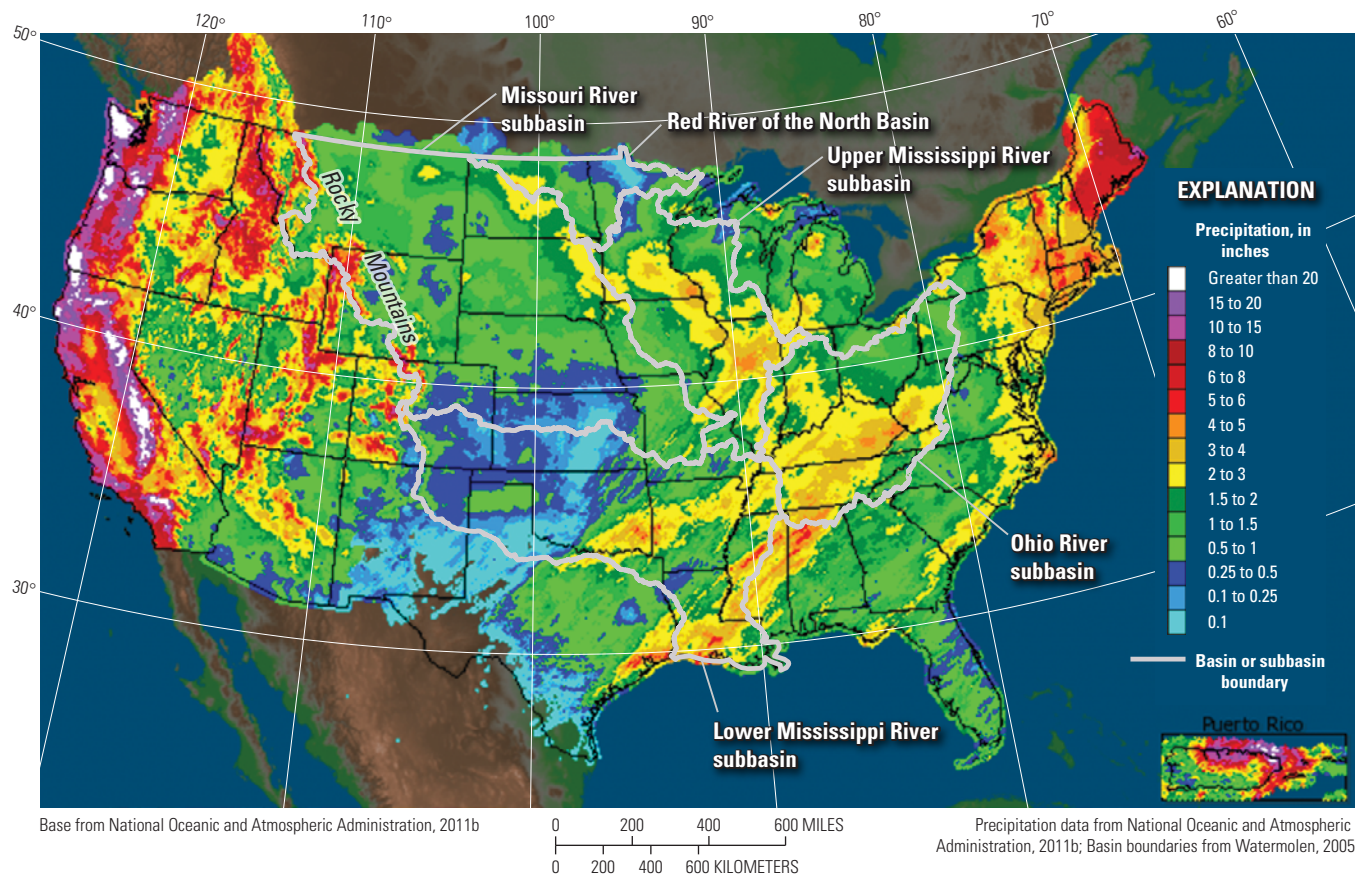 120°
110°
100°
90°
80°
70°
60°
50°
40°
30°
Missouri River
subbasin
Red River of the North Basin
Upper Mississippi River
subbasin
Rocky
Mountains
Ohio River
subbasin
Lower Mississippi River
subbasin
EXPLANATION
Precipitation, in
inches
Greater than 20
15 to 20
10 to 15
8 to 10
6 to 8
5 to 6
4 to 5
3 to 4
2 to 3
1.5 to 2
1 to 1.5
0.5 to 1
0.25 to 0.5
0.1 to 0.25
0.1
Basin or subbasin
boundary
Puerto Rico
Base from National Oceanic and Atmospheric Administration, 2011b
0 200 400 600 MILES
0 200 400 600 KILOMETERS
Precipitation data from National Oceanic and Atmospheric
Administration, 2011b; Basin boundaries from Watermolen, 2005